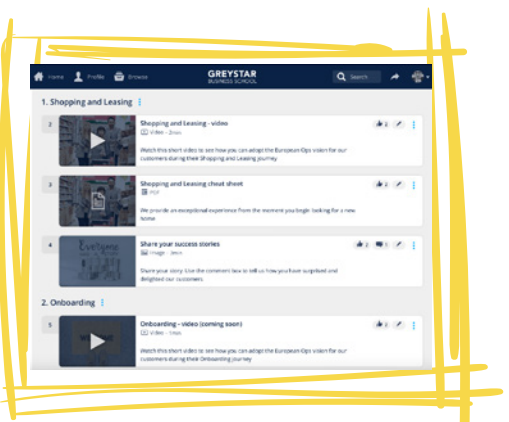 Home Profile Browse GREYSTAR Search
BUSINESS SCHOOL
1. Shopping and Leasing
2
Shopping and Leasing - video
Video - 2min
Watch this short video to see how you can adopt the European Ops vision for our
customers during their Shopping and Leasing journey
3
Shopping and Leasing cheat sheet
PDF
We provide an exceptional experience from the moment you begin looking for a new
home
4
Everyone
Share your success stories
Image - 3min
Share your story. Use the comment box to tell us how you have surprised and
delighted our customers
2. Onboarding
5
Onboarding - video (coming soon)
Video - 1min
Watch this short video to see how you can adopt the European Ops vision for our
customers during their Onboarding journey